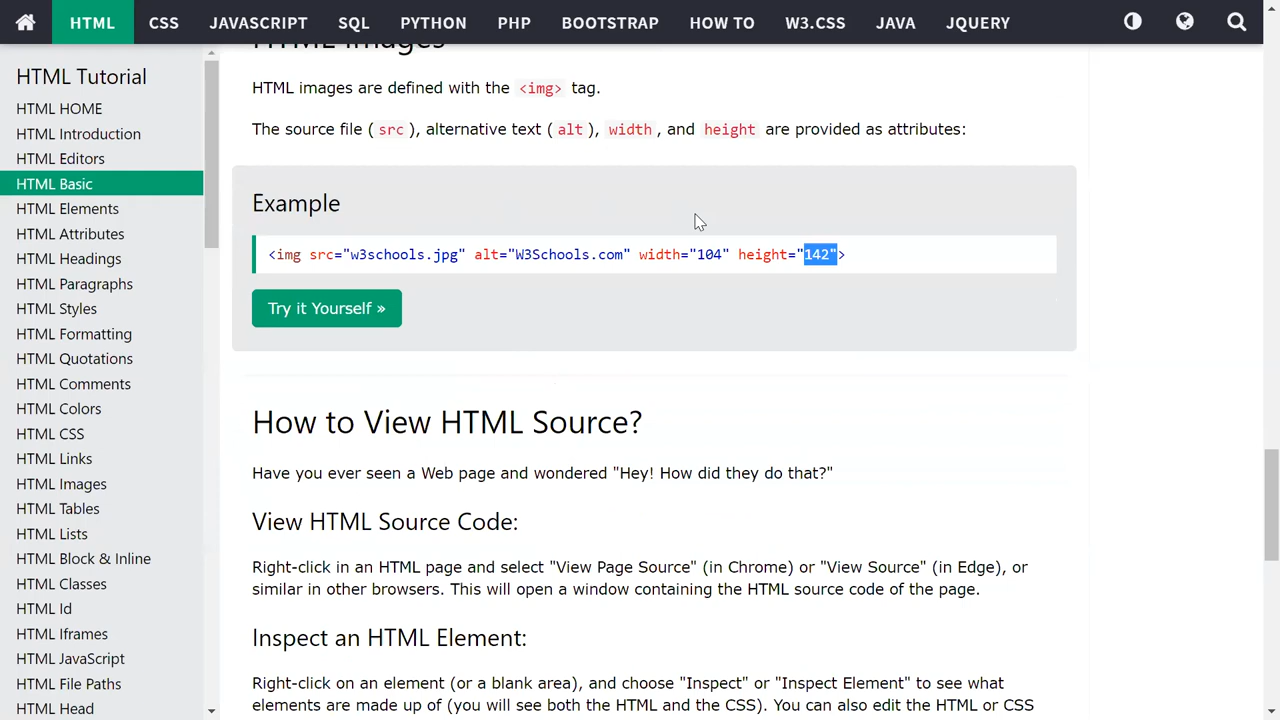 HTML CSS JAVASCRIPT SQL PYTHON PHP BOOTSTRAP HOW TO W3.CSS JAVA JQUERY
HTML Tutorial
HTML HOME
HTML Introduction
HTML Editors
HTML Basic
HTML Elements
HTML Attributes
HTML Headings
HTML Paragraphs
HTML Styles
HTML Formatting
HTML Quotations
HTML Comments
HTML Colors
HTML CSS
HTML Links
HTML Images
HTML Tables
HTML Lists
HTML Block & Inline
HTML Classes
HTML Id
HTML Iframes
HTML JavaScript
HTML File Paths
HTML Head
HTML Images
HTML images are defined with the <img> tag.
The source file (src), alternative text (alt), width, and height are provided as attributes:
Example
<img src="w3schools.jpg" alt="W3Schools.com" width="104" height="142">
Try it Yourself »
How to View HTML Source?
Have you ever seen a Web page and wondered "Hey! How did they do that?"
View HTML Source Code:
Right-click in an HTML page and select "View Page Source" (in Chrome) or "View Source" (in Edge), or
similar in other browsers. This will open a window containing the HTML source code of the page.
Inspect an HTML Element:
Right-click on an element (or a blank area), and choose "Inspect" or "Inspect Element" to see what
elements are made up of (you will see both the HTML and the CSS). You can also edit the HTML or CSS